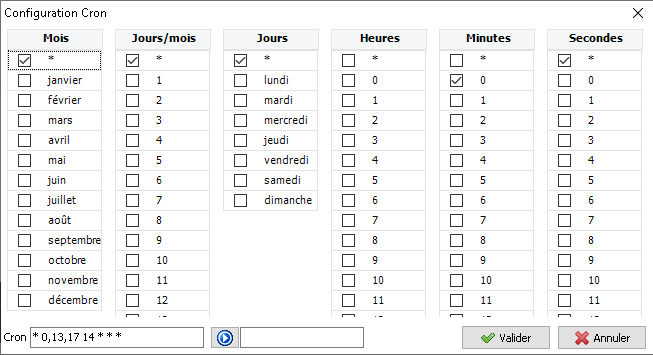 Configuration Cron
Mois Jours/mois Jours Heures Minutes Secondes
* * * * * *
janvier 1 lundi 0 0 0
février 2 mardi 1 1 1
mars 3 mercredi 2 2 2
avril 4 jeudi 3 3 3
mai 5 vendredi 4 4 4
juin 6 samedi 5 5 5
juillet 7 dimanche 6 6 6
août 8 7 7 7
septembre 9 8 8 8
octobre 10 9 9 9
novembre 11 10 10 10
décembre 12 11 11 11
Cron * 0,13,17 14 * * * Valider Annuler